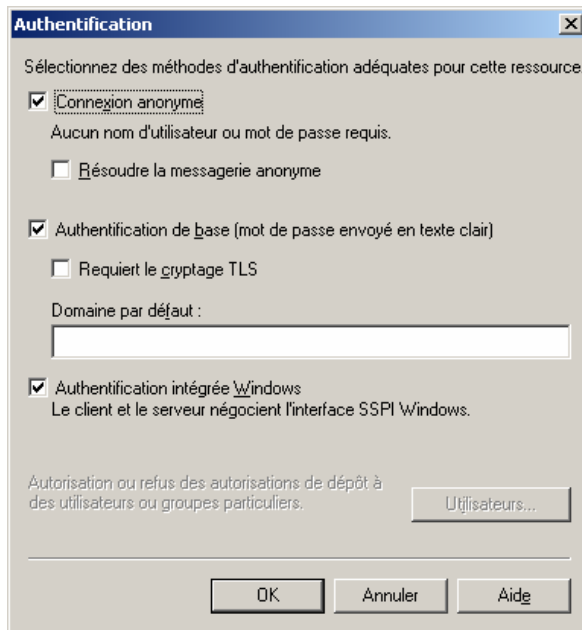 Authentification
Sélectionnez des méthodes d'authentification adéquates pour cette ressource
Connexion anonyme
Aucun nom d'utilisateur ou mot de passe requis.
Résoudre la messagerie anonyme
Authentification de base (mot de passe envoyé en texte clair)
Requiert le cryptage TLS
Domaine par défaut :
Authentification intégrée Windows
Le client et le serveur négocient l'interface SSPI Windows.
Autorisation ou refus des autorisations de dépôt à
des utilisateurs ou groupes particuliers.
Utilisateurs...
OK Annuler Aide